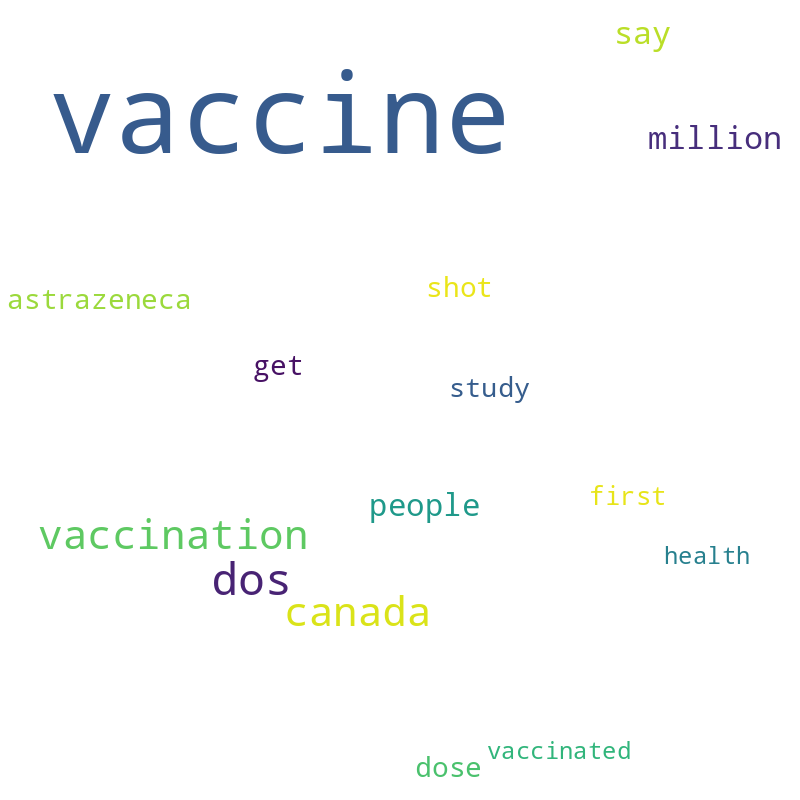 say
vaccine
million
shot
astrazeneca
get
study
first
people
vaccination
health
dos
canada
vaccinated
dose